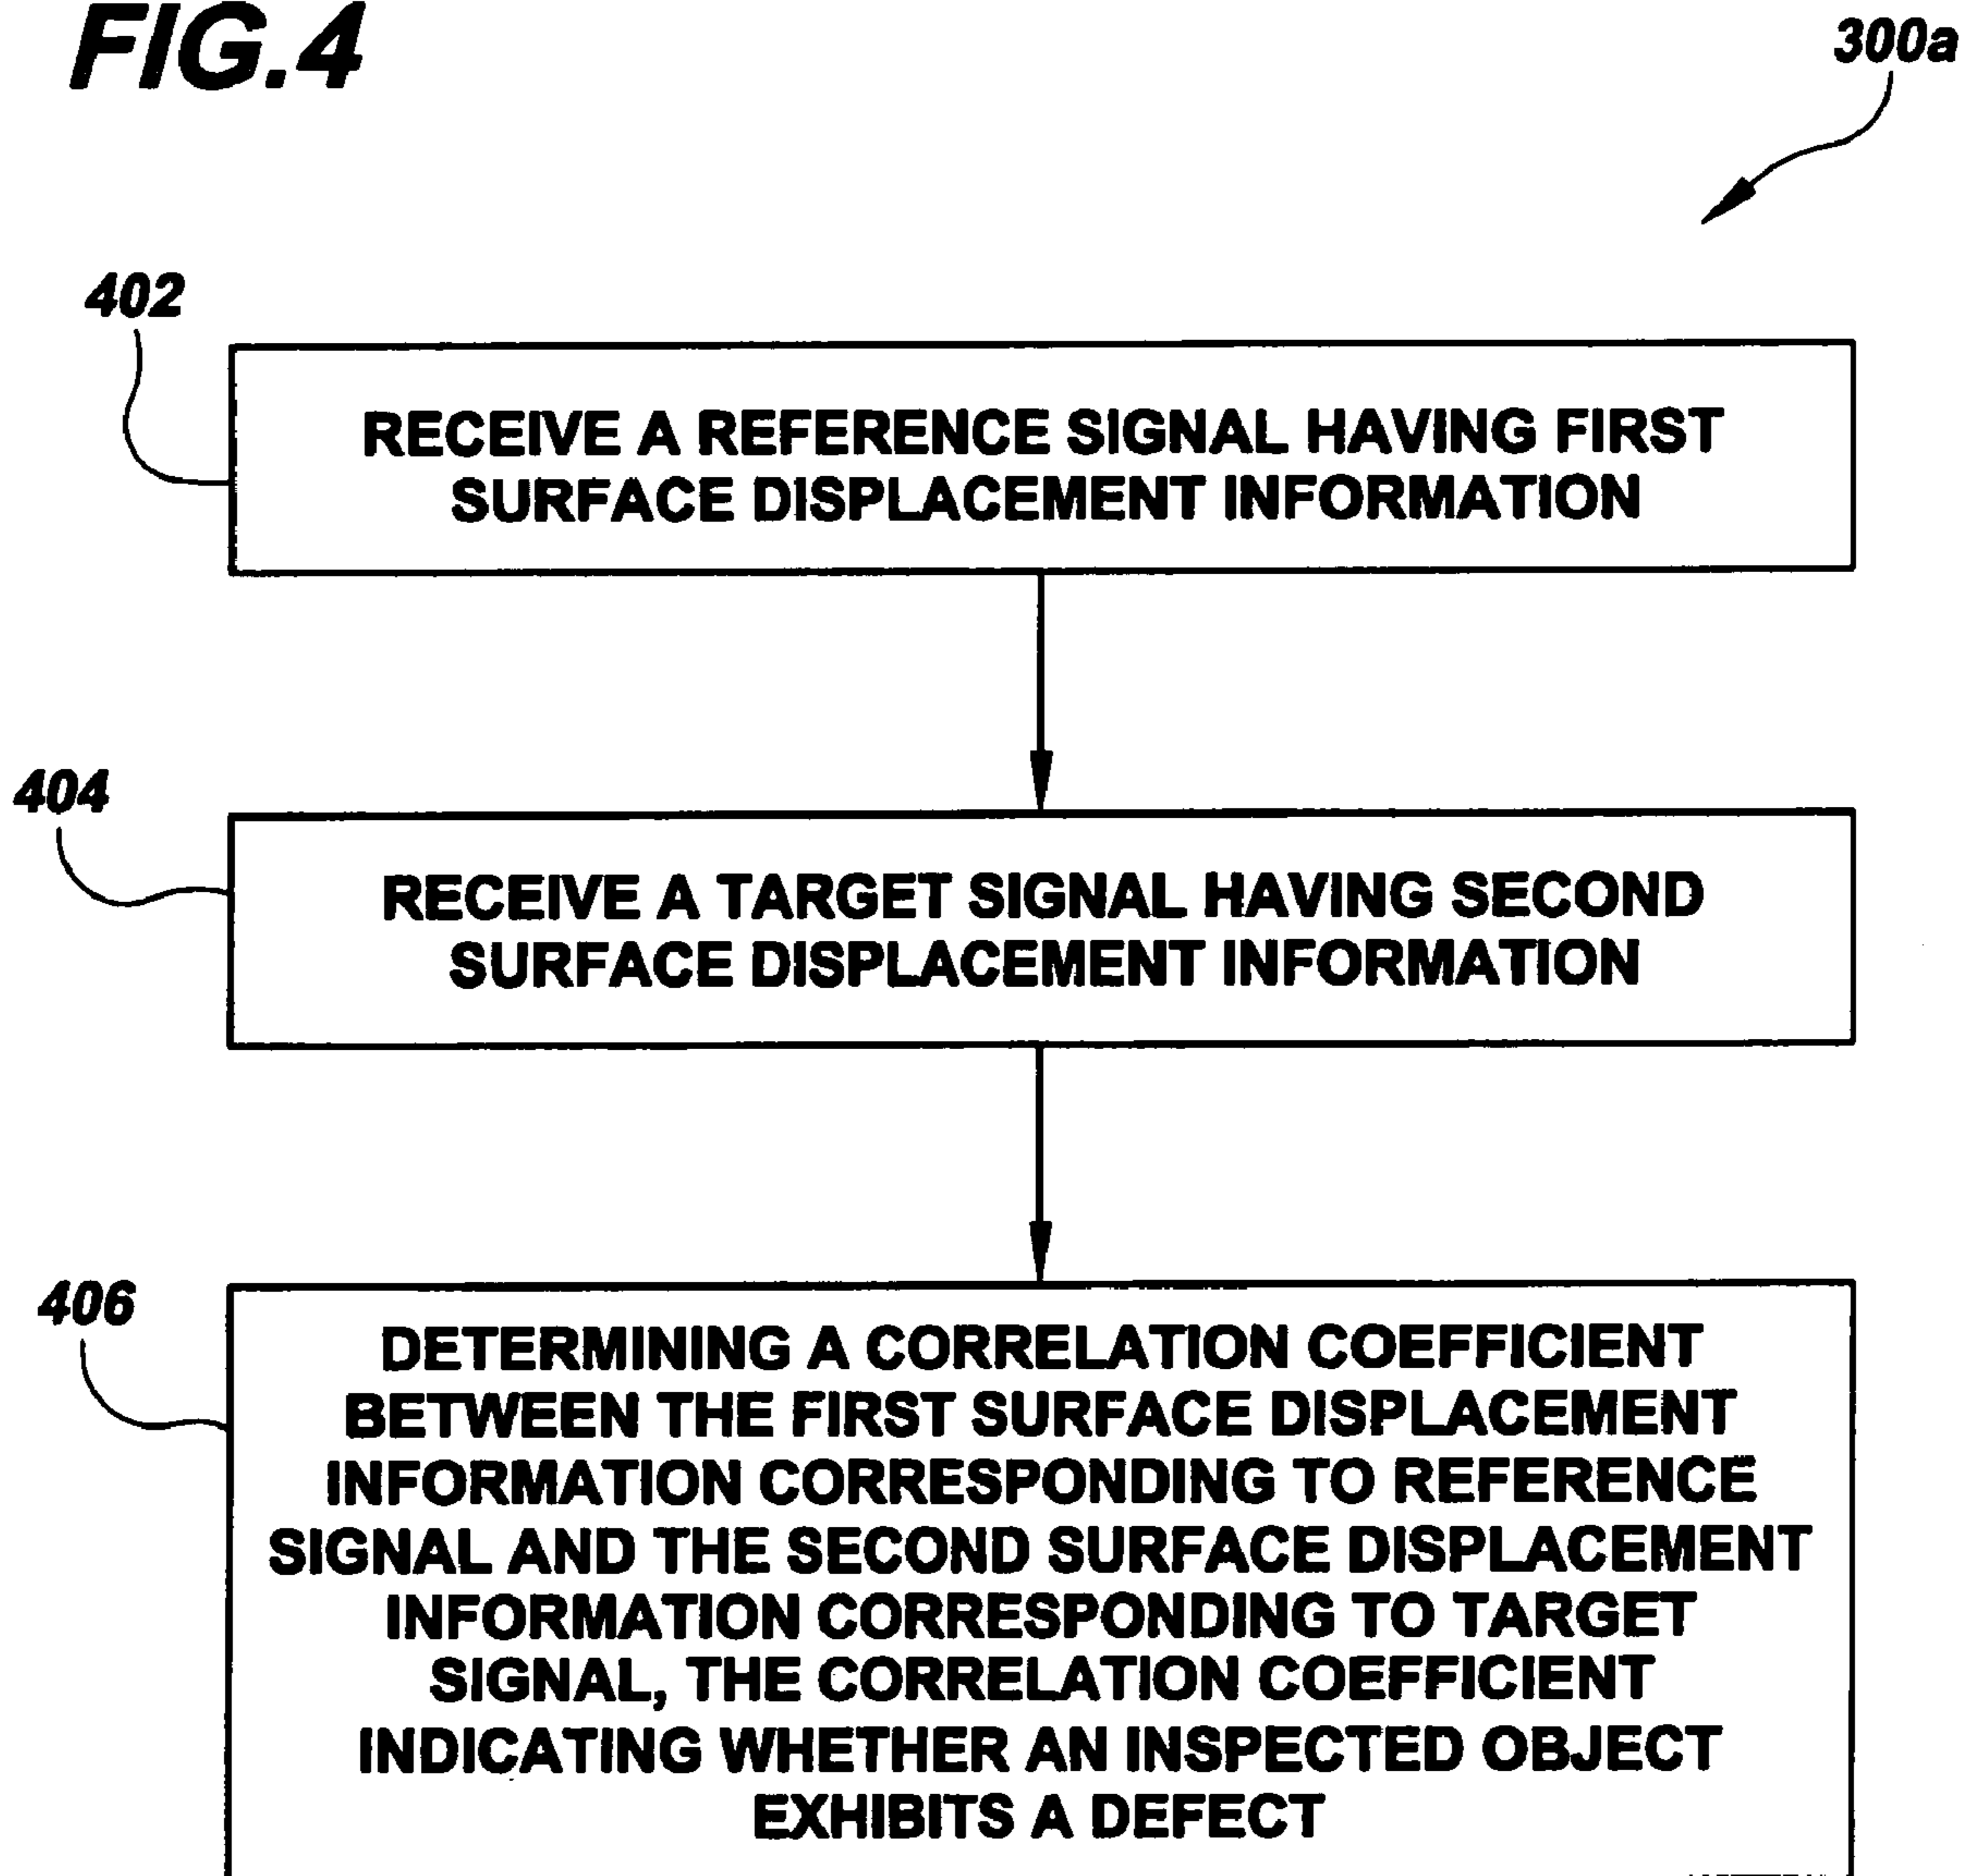 FIG.4
300a
402
RECEIVE A REFERENCE SIGNAL HAVING FIRST
SURFACE DISPLACEMENT INFORMATION
404
RECEIVE A TARGET SIGNAL HAVING SECOND
SURFACE DISPLACEMENT INFORMATION
406
DETERMINING A CORRELATION COEFFICIENT
BETWEEN THE FIRST SURFACE DISPLACEMENT
INFORMATION CORRESPONDING TO REFERENCE
SIGNAL AND THE SECOND SURFACE DISPLACEMENT
INFORMATION CORRESPONDING TO TARGET
SIGNAL, THE CORRELATION COEFFICIENT
INDICATING WHETHER AN INSPECTED OBJECT
EXHIBITS A DEFECT